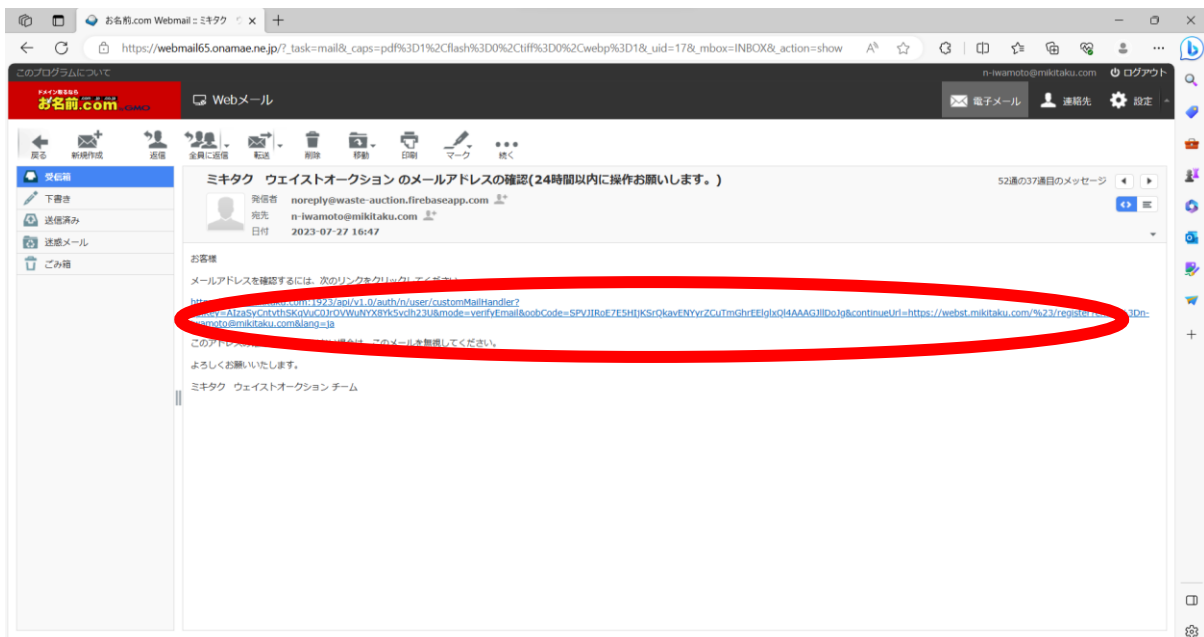 お名前.com Webmail :: ミキタク
https://webmail65.onamae.ne.jp/?_task=mail&_caps=pdf%3D1%2Cflash%3D0%2Ctiff%3D0%2Cwebp%3D1&_uid=17&_mbox=INBOX&_action=show
このプログラムについて
n-iwamoto@mikitaku.com ログアウト
お名前.com
Webメール
電子メール 連絡先 設定
戻る 新規作成 返信 全員に返信 転送 削除 移動 印刷 マーク 続く
受信箱
下書き
送信済み
迷惑メール
ごみ箱
ミキタク ウェイストオークション のメールアドレスの確認(24時間以内に操作お願いします。)
52通の37通目のメッセージ
発信者 noreply@waste-auction.firebaseapp.com
宛先 n-iwamoto@mikitaku.com
日付 2023-07-27 16:47
お客様
メールアドレスを確認するには、次のリンクをクリックしてください
.com:1923/api/v1.0/auth/n/user/customMailHandler?
=AIzaSyCntvthSKqVuC0JrOVWuNYX8Yk5vclh23U&mode=verifyEmail&oobCode=SPVJIRoE7E5HIjKSrQkavENYyrZCuTmGhrEElglxQl4AAAGJllDoJg&continueUrl=https://webst.mikitaku.com/%23/register
iwamoto@mikitaku.com&lang=ja
場合は、このメールを無視してください。
よろしくお願いいたします。
ミキタク ウェイストオークション チーム